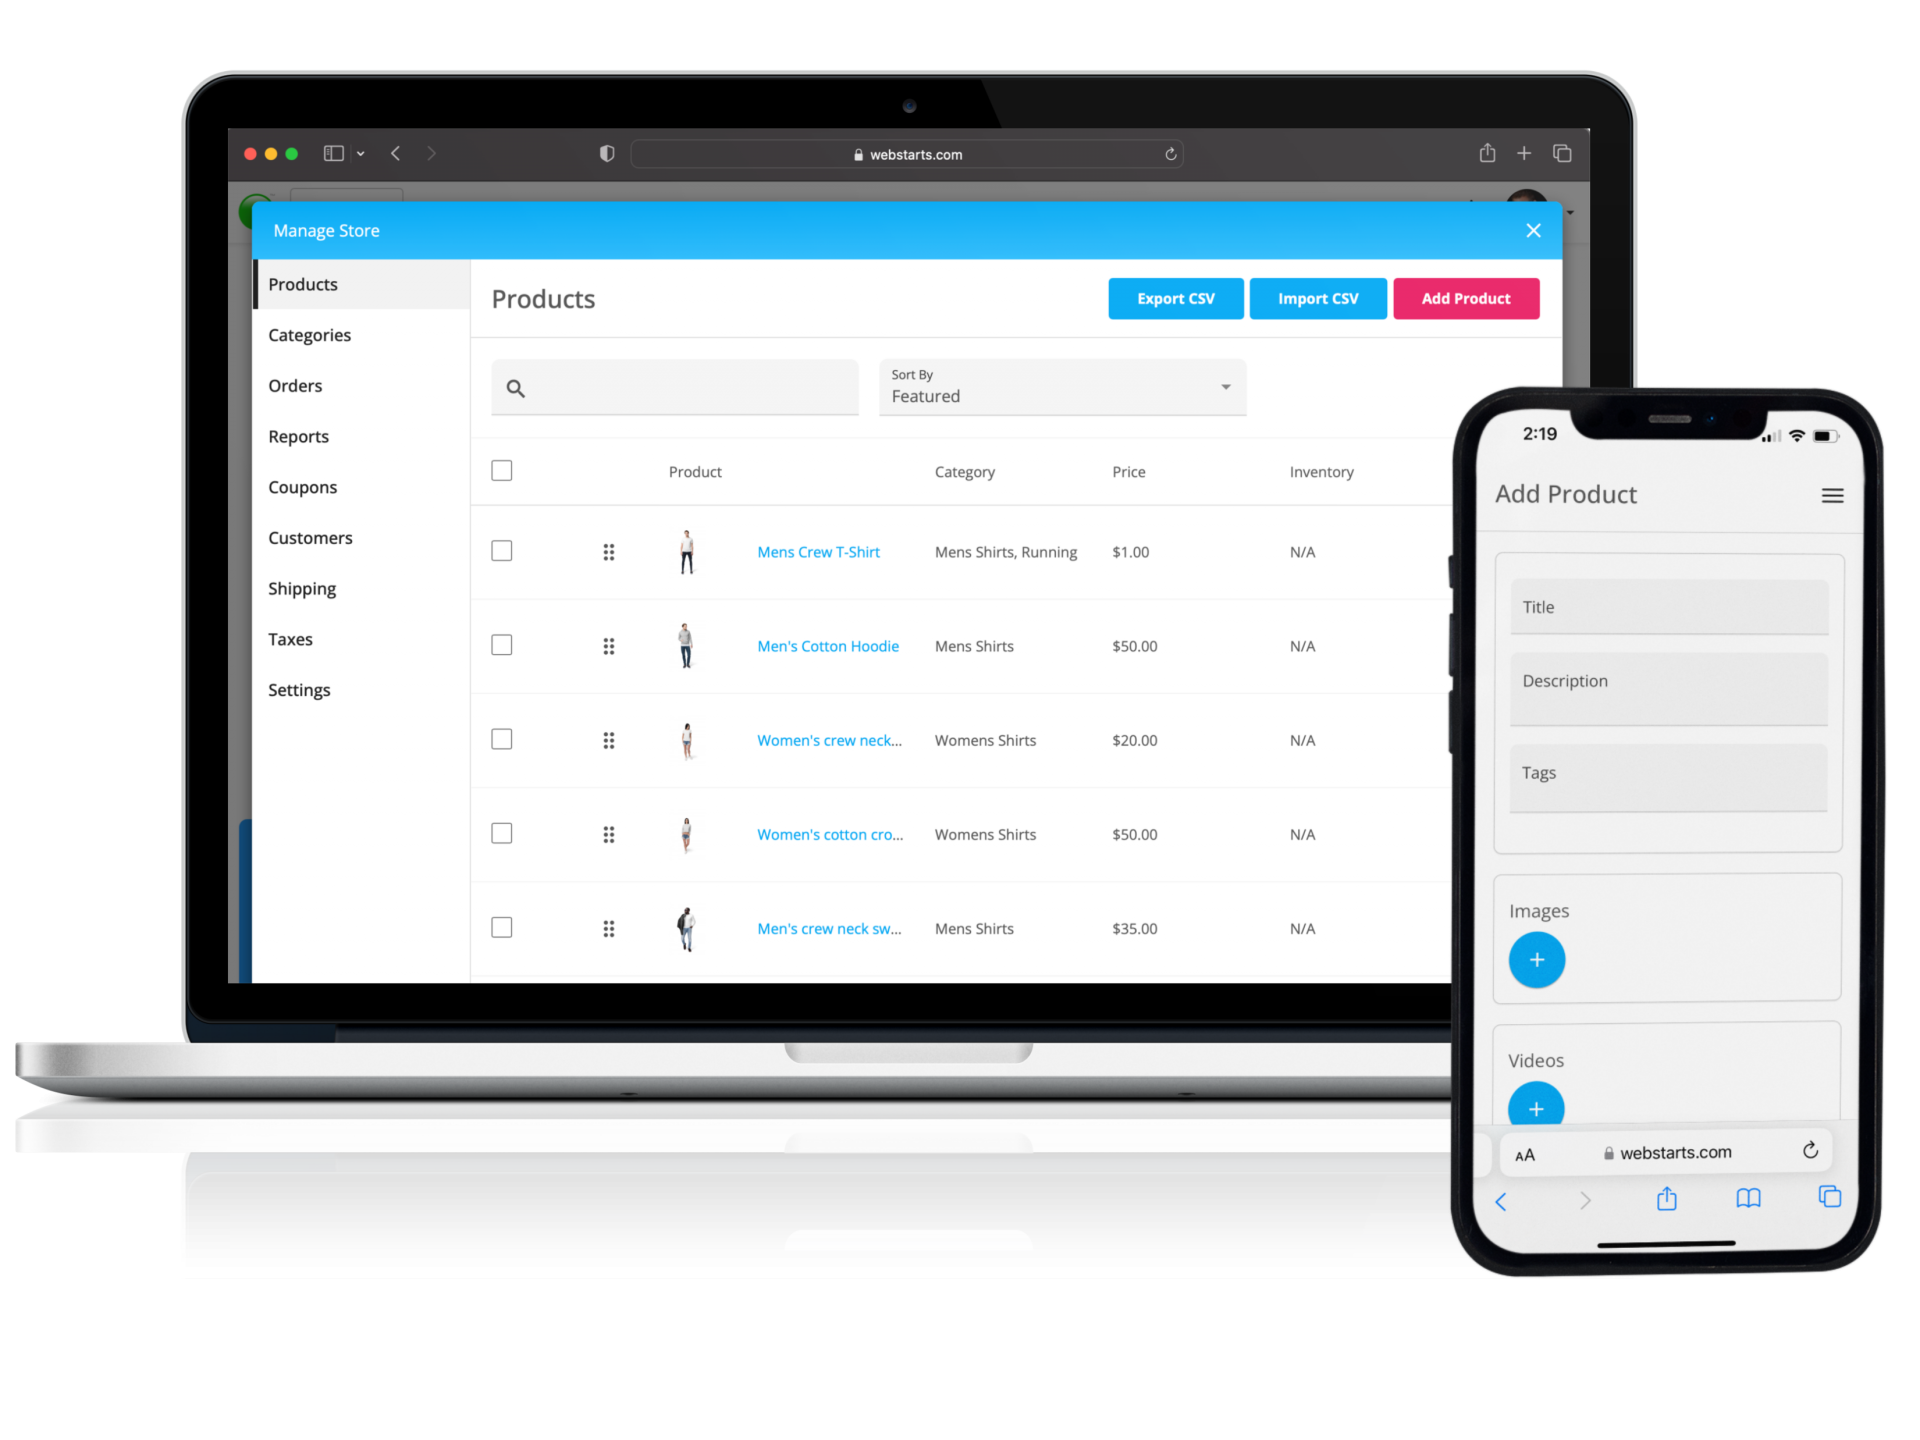 webstarts.com
Manage Store
Products
Categories
Orders
Reports
Coupons
Customers
Shipping
Taxes
Settings
Products
Export CSV
Import CSV
Add Product
Sort By
Featured
Product Category Price Inventory
Mens Crew T-Shirt Mens Shirts, Running $1.00 N/A
Men's Cotton Hoodie Mens Shirts $50.00 N/A
Women's crew neck... Womens Shirts $20.00 N/A
Women's cotton cro... Womens Shirts $50.00 N/A
Men's crew neck sw... Mens Shirts $35.00 N/A
2:19
Add Product
Title
Description
Tags
Images
Videos
AA webstarts.com